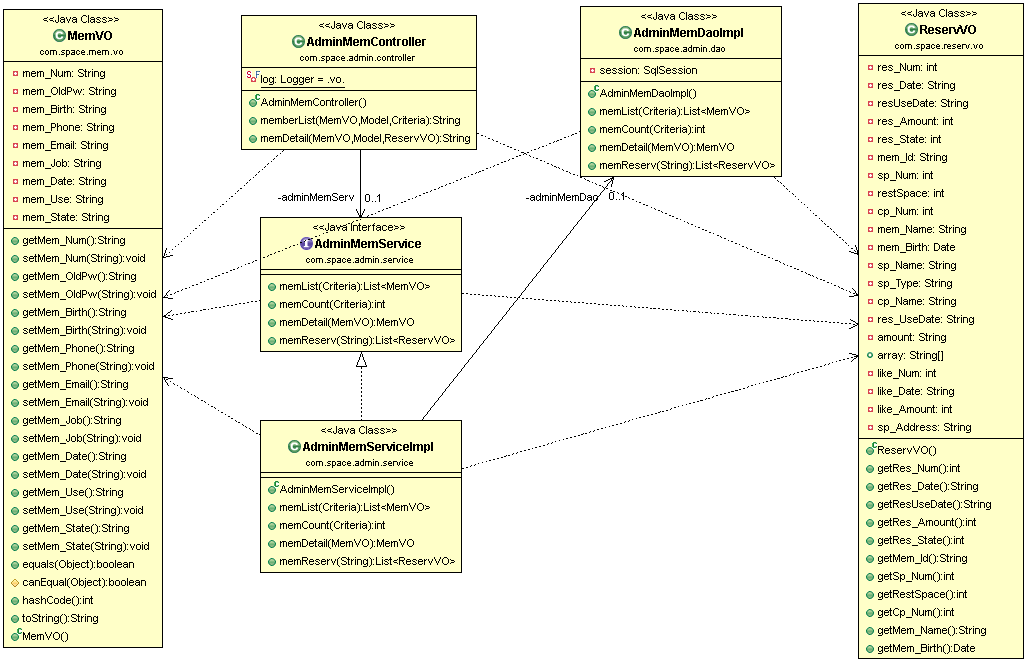 <<Java Class>>
MemVO
com.space.mem.vo
mem_Num: String
mem_OldPw: String
mem_Birth: String
mem_Phone: String
mem_Email: String
mem_Job: String
mem_Date: String
mem_Use: String
mem_State: String
getMem_Num():String
setMem_Num(String):void
getMem_OldPw():String
setMem_OldPw(String):void
getMem_Birth():String
setMem_Birth(String):void
getMem_Phone():String
setMem_Phone(String):void
getMem_Email():String
setMem_Email(String):void
getMem_Job():String
setMem_Job(String):void
getMem_Date():String
setMem_Date(String):void
getMem_Use():String
setMem_Use(String):void
getMem_State():String
setMem_State(String):void
equals(Object):boolean
canEqual(Object):boolean
hashCode():int
toString():String
MemVO()
<<Java Class>>
AdminMemController
com.space.admin.controller
log: Logger = .vo.
AdminMemController()
memberList(MemVO,Model,Criteria):String
memDetail(MemVO,Model,ReservVO):String
-adminMemServ 0..1
<<Java Interface>>
AdminMemService
com.space.admin.service
memList(Criteria):List<MemVO>
memCount(Criteria):int
memDetail(MemVO):MemVO
memReserv(String):List<ReservVO>
<<Java Class>>
AdminMemServiceImpl
com.space.admin.service
AdminMemServiceImpl()
memList(Criteria):List<MemVO>
memCount(Criteria):int
memDetail(MemVO):MemVO
memReserv(String):List<ReservVO>
<<Java Class>>
AdminMemDaoImpl
com.space.admin.dao
session: SqlSession
AdminMemDaoImpl()
memList(Criteria):List<MemVO>
memCount(Criteria):int
memDetail(MemVO):MemVO
memReserv(String):List<ReservVO>
-adminMemDao 0..1
<<Java Class>>
ReservVO
com.space.reserv.vo
res_Num: int
res_Date: String
resUseDate: String
res_Amount: int
res_State: int
mem_Id: String
sp_Num: int
restSpace: int
cp_Num: int
mem_Name: String
mem_Birth: Date
sp_Name: String
sp_Type: String
cp_Name: String
res_UseDate: String
amount: String
array: String[]
like_Num: int
like_Date: String
like_Amount: int
sp_Address: String
ReservVO()
getRes_Num():int
getRes_Date():String
getResUseDate():String
getRes_Amount():int
getRes_State():int
getMem_Id():String
getSp_Num():int
getRestSpace():int
getCp_Num():int
getMem_Name():String
getMem_Birth():Date